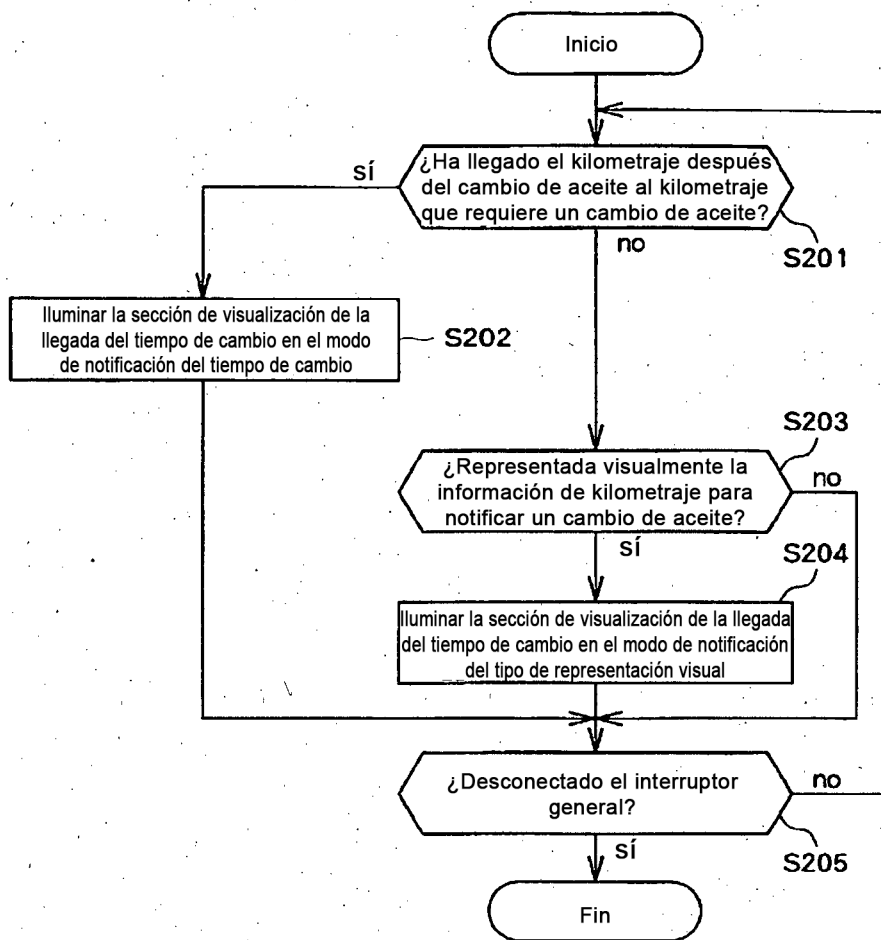 Inicio
¿Ha llegado el kilometraje después
del cambio de aceite al kilometraje
que requiere un cambio de aceite?
sí
no
S201
Iluminar la sección de visualización de la
llegada del tiempo de cambio en el modo
de notificación del tiempo de cambio
S202
S203
¿Representada visualmente la
información de kilometraje para
notificar un cambio de aceite?
no
sí
S204
Iluminar la sección de visualización de la llegada
del tiempo de cambio en el modo de notificación
del tipo de representación visual
¿Desconectado el interruptor
general?
no
sí
S205
Fin